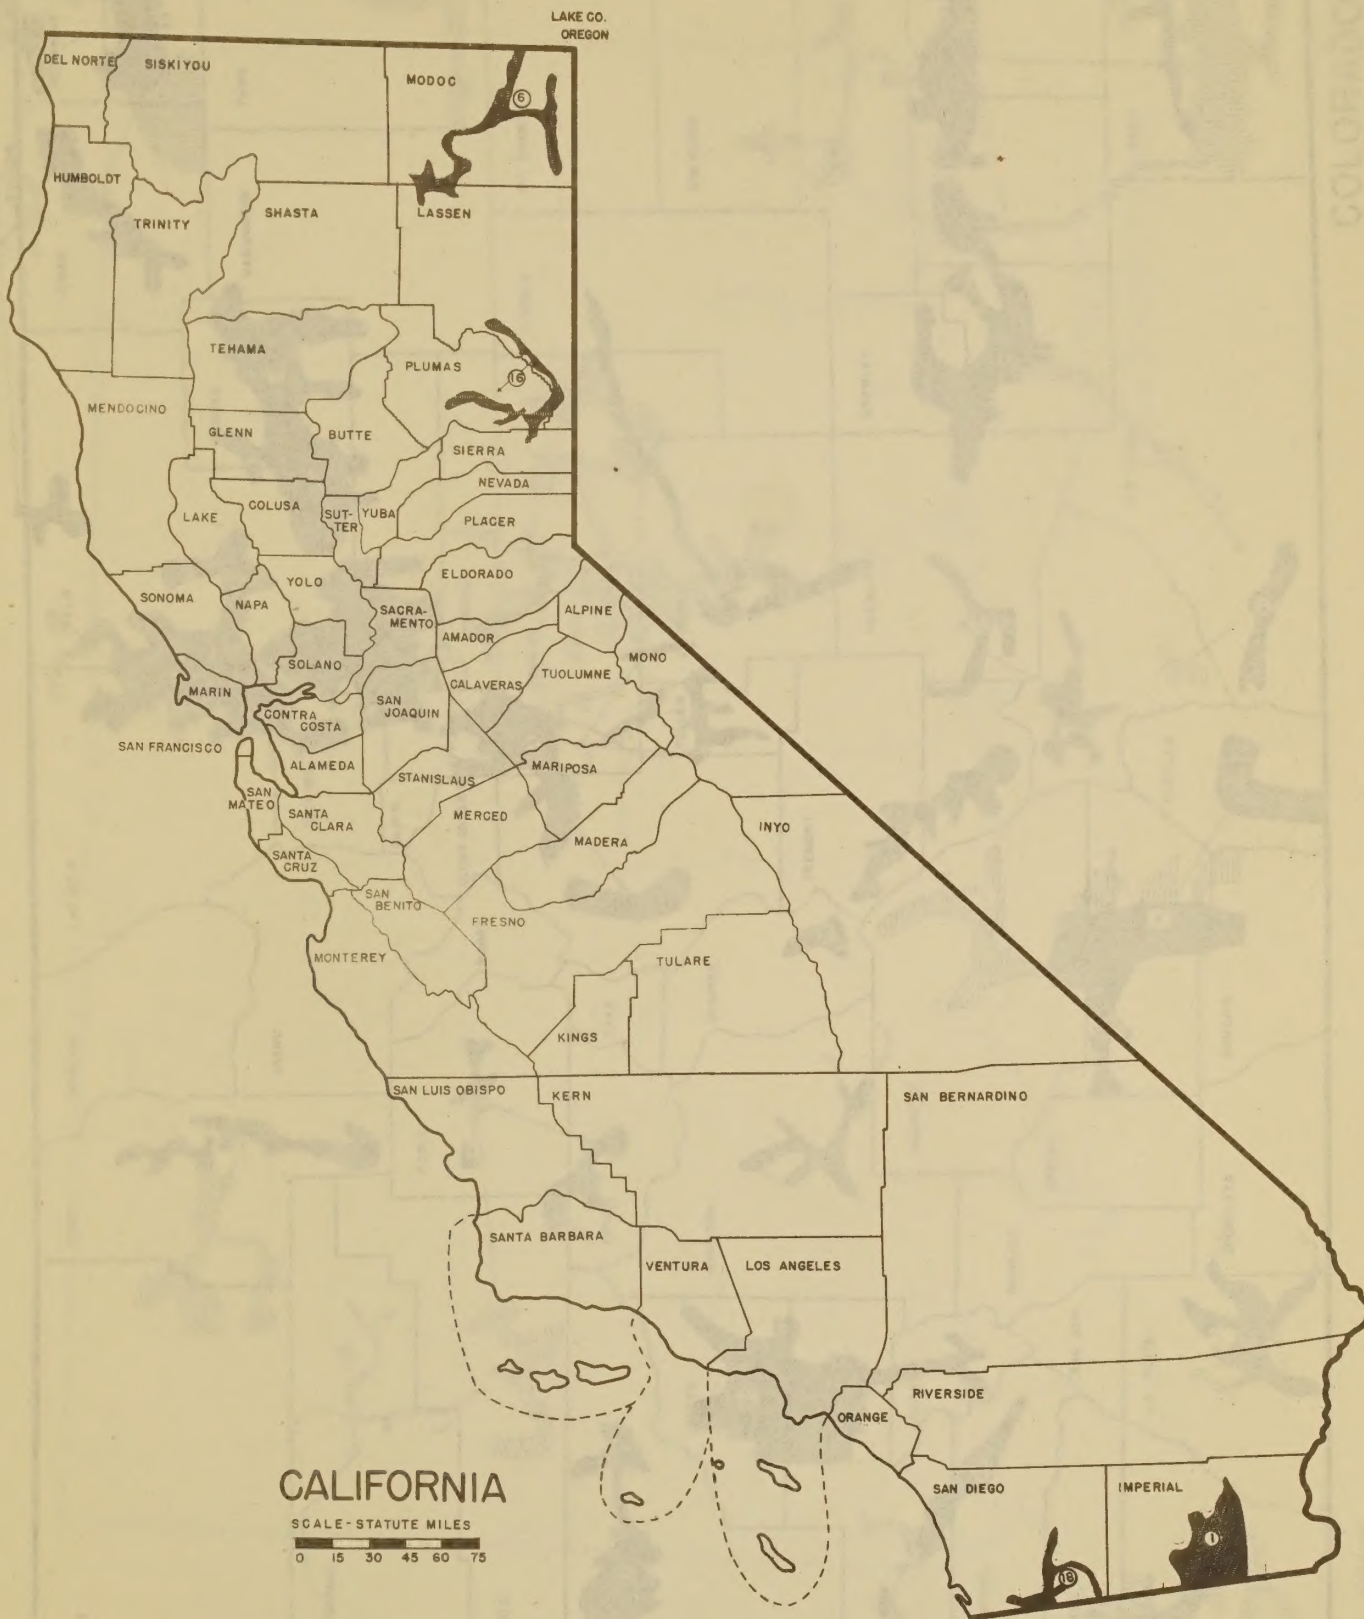 LAKE CO.
OREGON
DEL NORTE
SISKIYOU
MODOC
6
HUMBOLDT
TRINITY
SHASTA
LASSEN
TEHAMA
PLUMAS
16
MENDOCINO
GLENN
BUTTE
SIERRA
NEVADA
LAKE
COLUSA
SUT-
TER
YUBA
PLACER
ELDORADO
YOLO
SONOMA
NAPA
SACRA-
MENTO
ALPINE
AMADOR
SOLANO
MONO
TUOLUMNE
CALAVERAS
MARIN
SAN
JOAQUIN
CONTRA
COSTA
SAN FRANCISCO
ALAMEDA
STANISLAUS
MARIPOSA
SAN
MATEO
SANTA
CLARA
MERCED
INYO
MADERA
SANTA
CRUZ
SAN
BENITO
FRESNO
MONTEREY
TULARE
KINGS
SAN LUIS OBISPO
KERN
SAN BERNARDINO
SANTA BARBARA
VENTURA
LOS ANGELES
RIVERSIDE
ORANGE
SAN DIEGO
IMPERIAL
1
18
CALIFORNIA
SCALE-STATUTE MILES
0 15 30 45 60 75